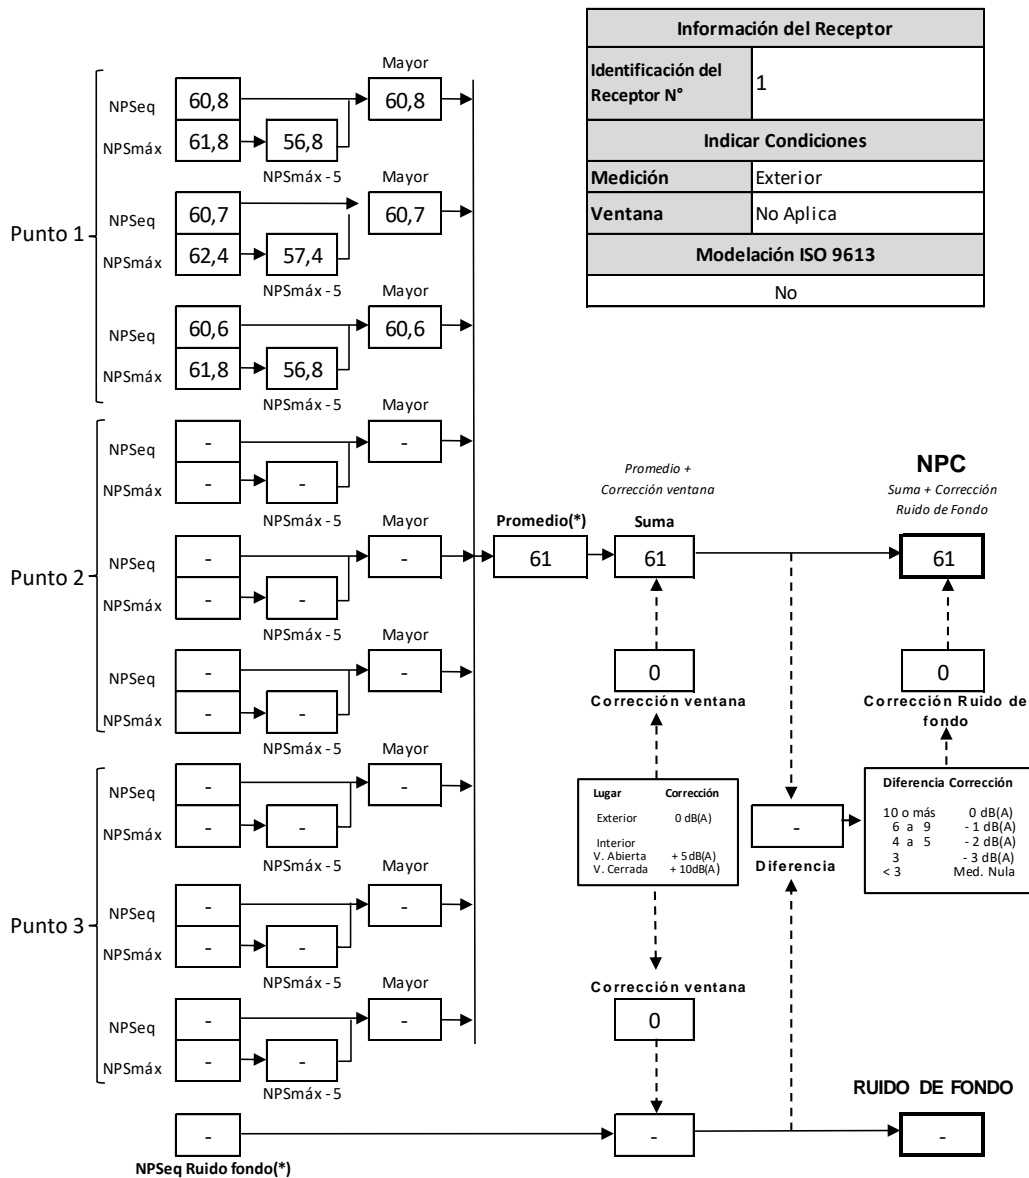 Información del Receptor
Identificación del Receptor N°
1
Indicar Condiciones
Medición
Exterior
Ventana
No Aplica
Modelación ISO 9613
No
Punto 1
Mayor
NPSeq
60,8
60,8
NPSmáx
61,8
56,8
NPSmáx - 5
Mayor
NPSeq
60,7
60,7
NPSmáx
62,4
57,4
NPSmáx - 5
Mayor
NPSeq
60,6
60,6
NPSmáx
61,8
56,8
NPSmáx - 5
Punto 2
Mayor
NPSeq
-
-
NPSmáx
-
-
NPSmáx - 5
Mayor
NPSeq
-
-
NPSmáx
-
-
NPSmáx - 5
Mayor
NPSeq
-
-
NPSmáx
-
-
NPSmáx - 5
Punto 3
Mayor
NPSeq
-
-
NPSmáx
-
-
NPSmáx - 5
Mayor
NPSeq
-
-
NPSmáx
-
-
NPSmáx - 5
Mayor
NPSeq
-
-
NPSmáx
-
-
NPSmáx - 5
-
NPSeq Ruido fondo(*)
Promedio(*)
61
Promedio +
Corrección ventana
Suma
61
0
Corrección ventana
Lugar Corrección
Exterior 0 dB(A)
Interior
V. Abierta + 5 dB(A)
V. Cerrada + 10dB(A)
Corrección ventana
0
-
-
Diferencia
NPC
Suma + Corrección
Ruido de Fondo
61
0
Corrección Ruido de
fondo
Diferencia Corrección
10 o más 0 dB(A)
6 a 9 - 1 dB(A)
4 a 5 - 2 dB(A)
3 - 3 dB(A)
< 3 Med. Nula
RUIDO DE FONDO
-